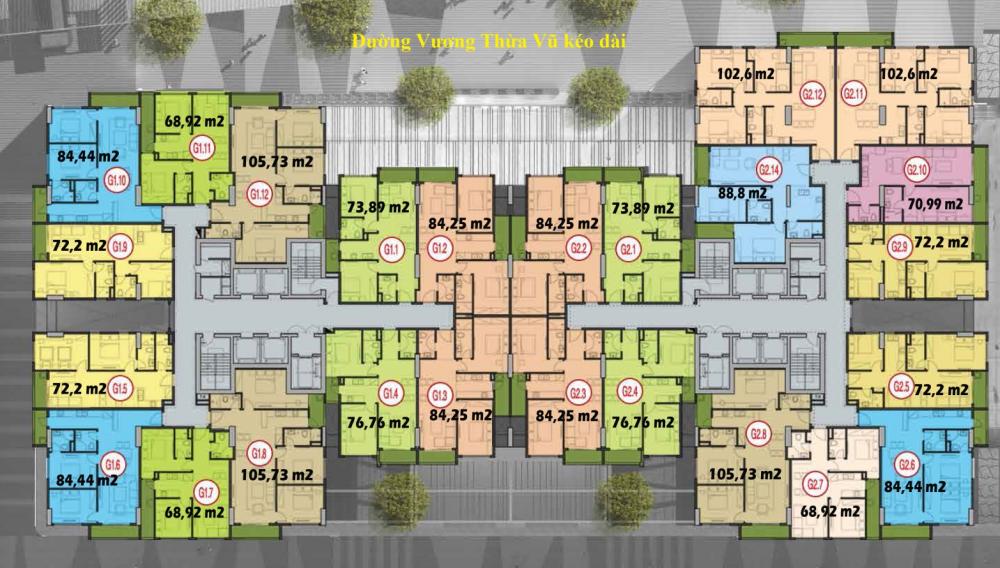 Đường Vương Thừa Vũ kéo dài
102,6 m2
G2.12
G2.11
102,6 m2
84,44 m2
G1.10
68,92 m2
G1.11
105,73 m2
G1.12
G2.14
88,8 m2
G2.10
70,99 m2
73,89 m2
G1.1
84,25 m2
G1.2
84,25 m2
G2.2
73,89 m2
G2.1
72,2 m2
G1.9
G2.9
72,2 m2
72,2 m2
G1.5
G1.4
76,76 m2
G1.3
84,25 m2
G2.3
84,25 m2
G2.4
76,76 m2
G2.5
72,2 m2
G1.6
84,44 m2
G1.7
68,92 m2
G1.8
105,73 m2
G2.8
105,73 m2
G2.7
68,92 m2
G2.6
84,44 m2